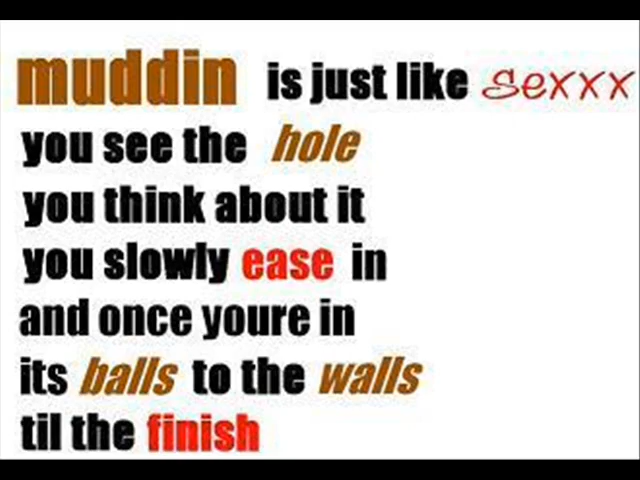 muddin is just like sexxx
you see the hole
you think about it
you slowly ease in
and once youre in
its balls to the walls
til the finish